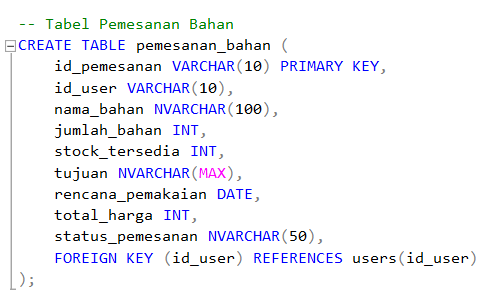 -- Tabel Pemesanan Bahan
CREATE TABLE pemesanan_bahan (
id_pemesanan VARCHAR(10) PRIMARY KEY,
id_user VARCHAR(10),
nama_bahan NVARCHAR(100),
jumlah_bahan INT,
stock_tersedia INT,
tujuan NVARCHAR(MAX),
rencana_pemakaian DATE,
total_harga INT,
status_pemesanan NVARCHAR(50),
FOREIGN KEY (id_user) REFERENCES users(id_user)
);